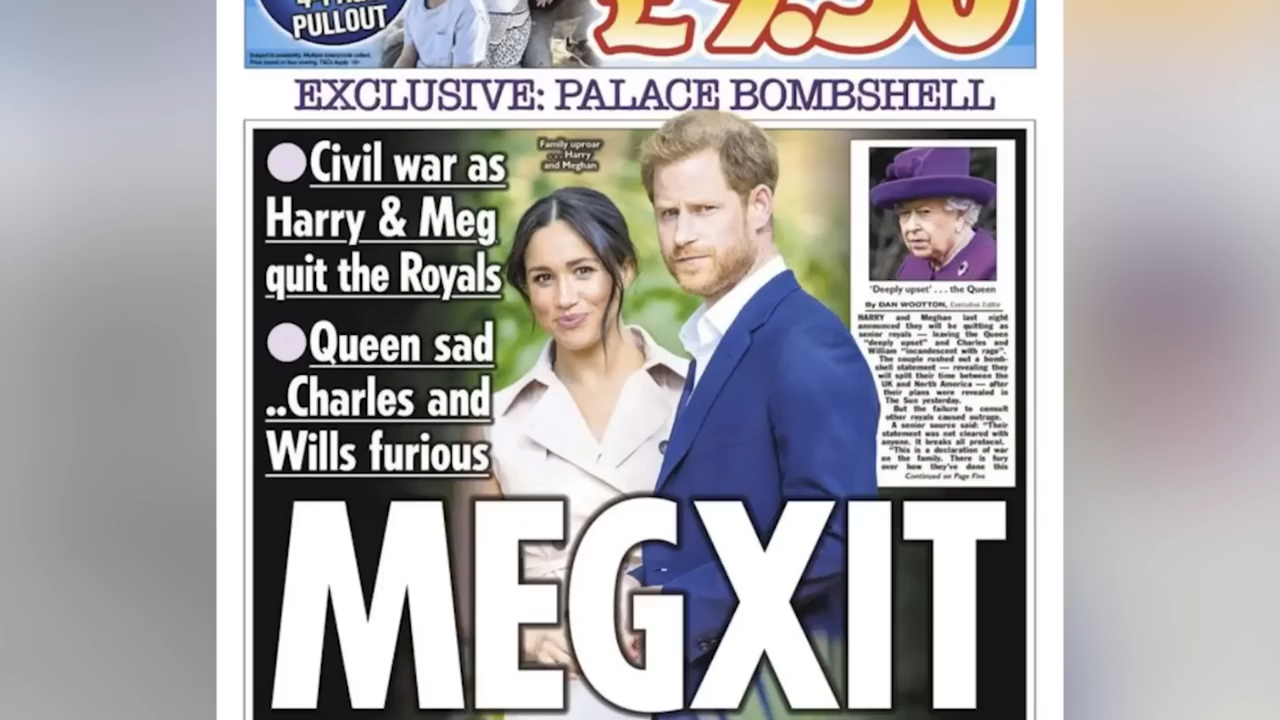 PULLOUT
£9.50
EXCLUSIVE: PALACE BOMBSHELL
Civil war as
Harry & Meg
quit the Royals
Queen sad
..Charles and
Wills furious
Family uproar
. . . Harry
and Meghan
'Deeply upset' . . . the Queen
By DAN WOOTTON, Executive Editor
HARRY and Meghan last night
announced they will be quitting as
senior royals — leaving the Queen
"deeply upset" and Charles and
William "incandescent with rage".
The couple rushed out a bomb-
shell statement — revealing they
will split their time between the
UK and North America — after
their plans were revealed in
The Sun yesterday.
But the failure to consult
other royals caused outrage.
A senior source said: "Their
statement was not cleared with
anyone. It breaks all protocol.
"This is a declaration of war
on the family. There is fury
over how they've done this
Continued on Page Five
MEGXIT